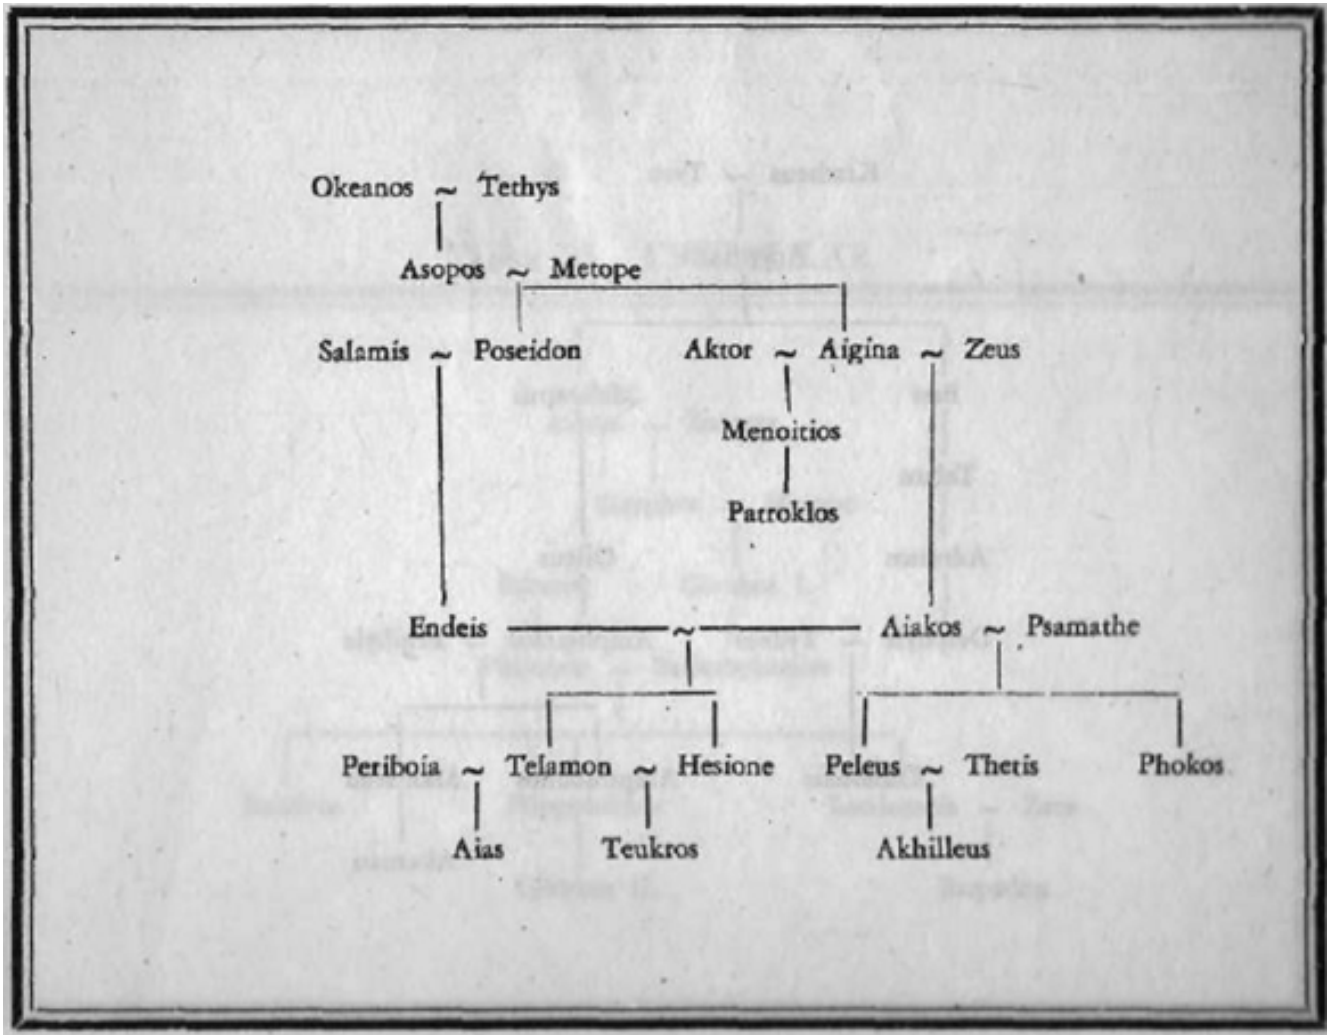 Okeanos ~ Tethys
Asopos ~ Metope
Salamis ~ Poseidon Aktor ~ Aigina ~ Zeus
Menoitios
Patroklos
Endeis ~ Aiakos ~ Psamathe
Periboia ~ Telamon ~ Hesione Peleus ~ Thetis Phokos
Aias Teukros Akhilleus